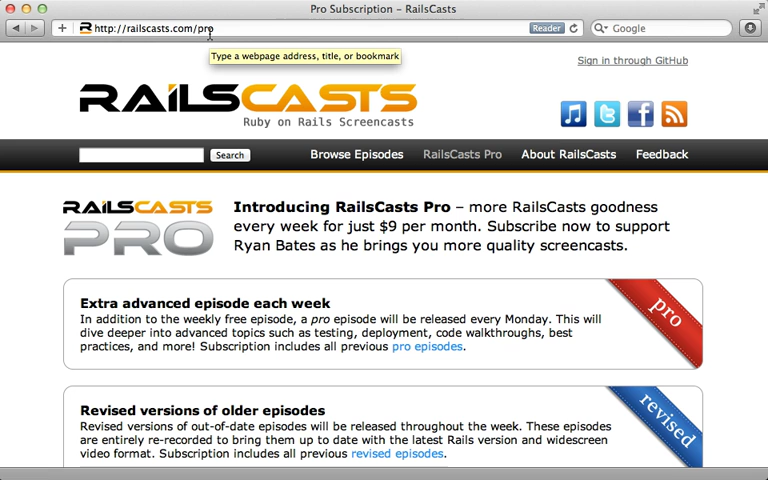 Pro Subscription – RailsCasts
http://railscasts.com/pro
Reader
Google
Type a webpage address, title, or bookmark
Sign in through GitHub
RAILSCASTS
Ruby on Rails Screencasts
Search
Browse Episodes
RailsCasts Pro
About RailsCasts
Feedback
RAILSCASTS
PRO
Introducing RailsCasts Pro – more RailsCasts goodness
every week for just $9 per month. Subscribe now to support
Ryan Bates as he brings you more quality screencasts.
Extra advanced episode each week
In addition to the weekly free episode, a pro episode will be released every Monday. This will
dive deeper into advanced topics such as testing, deployment, code walkthroughs, best
practices, and more! Subscription includes all previous pro episodes.
pro
Revised versions of older episodes
Revised versions of out-of-date episodes will be released throughout the week. These episodes
are entirely re-recorded to bring them up to date with the latest Rails version and widescreen
video format. Subscription includes all previous revised episodes.
revised